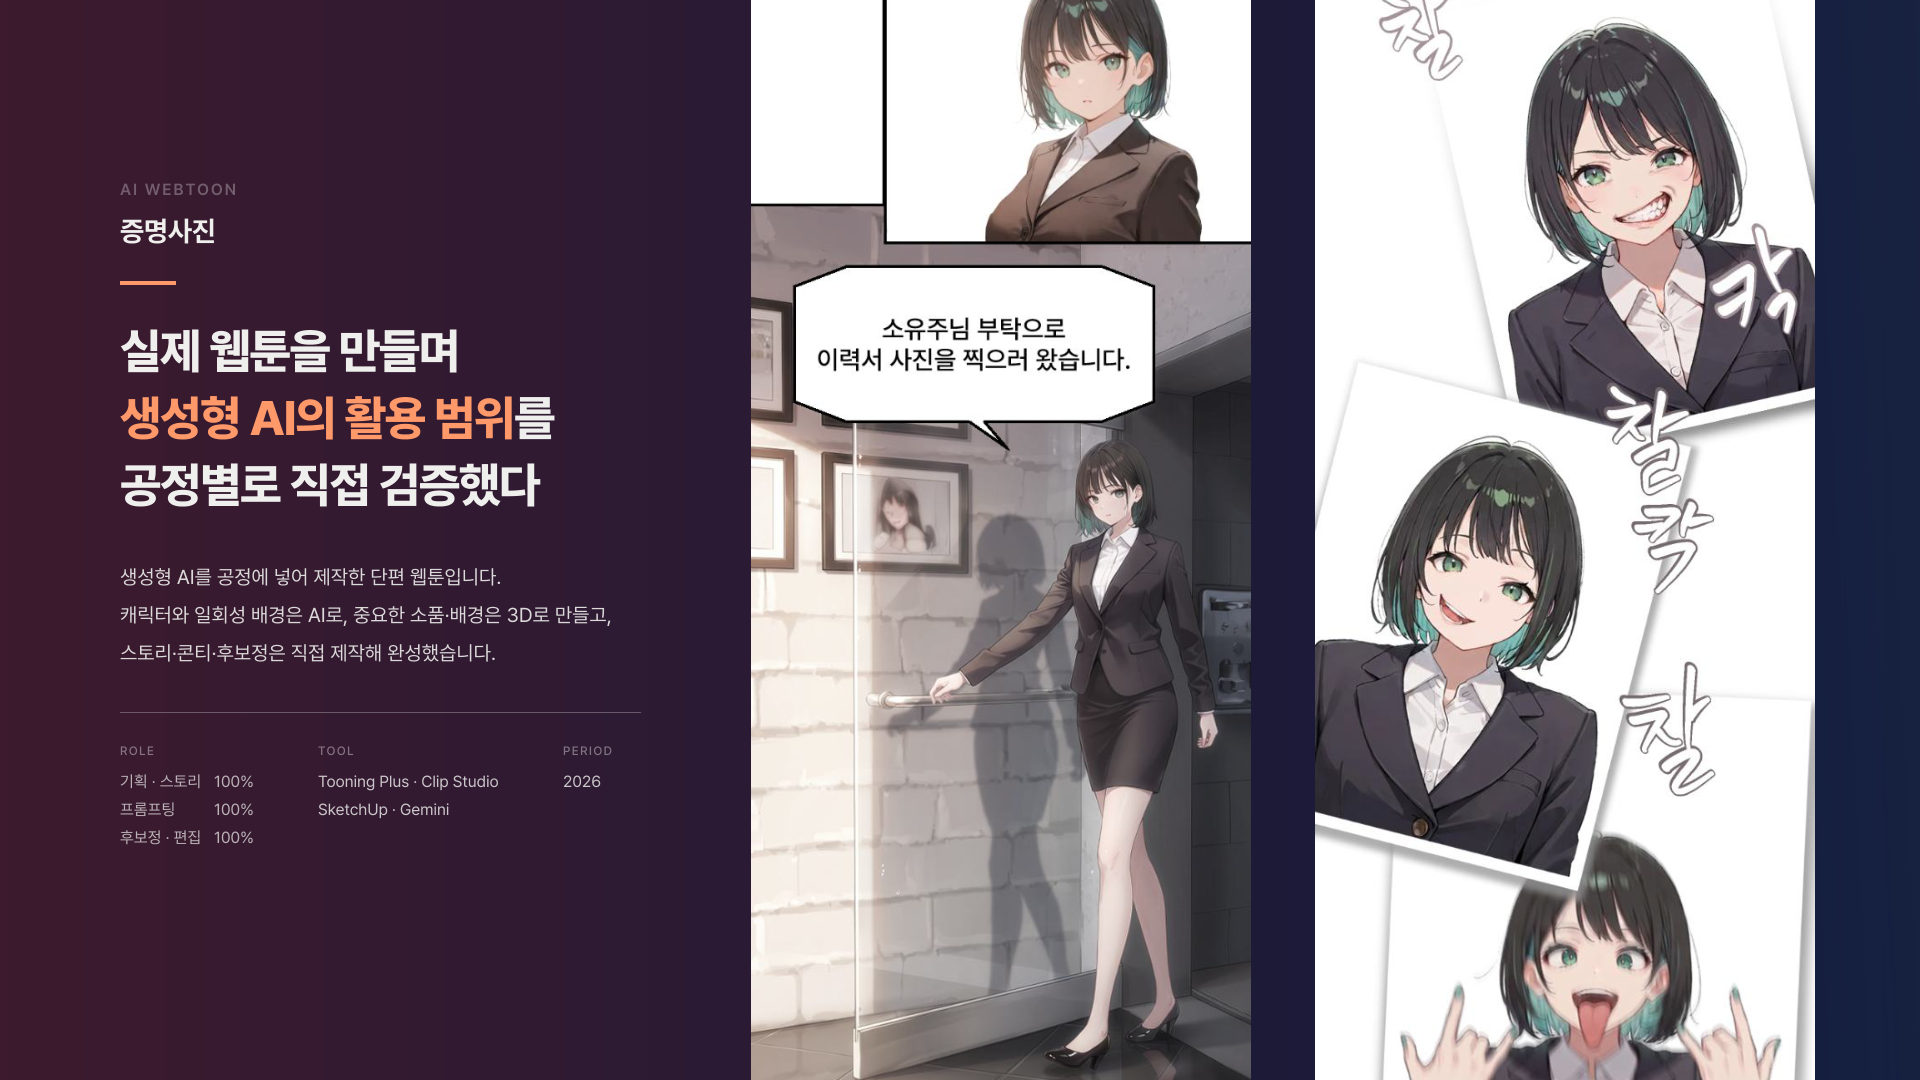 AI WEBTOON
증명사진
실제 웹툰을 만들며
생성형 AI의 활용 범위를
공정별로 직접 검증했다
생성형 AI를 공정에 넣어 제작한 단편 웹툰입니다.
캐릭터와 일회성 배경은 AI로, 중요한 소품·배경은 3D로 만들고,
스토리·콘티·후보정은 직접 제작해 완성했습니다.
ROLE
기획 · 스토리 100%
프롬프팅 100%
후보정 · 편집 100%
TOOL
Tooning Plus · Clip Studio
SketchUp · Gemini
PERIOD
2026
소유주님 부탁으로
이력서 사진을 찍으러 왔습니다.
찰
칵
찰
칵
찰